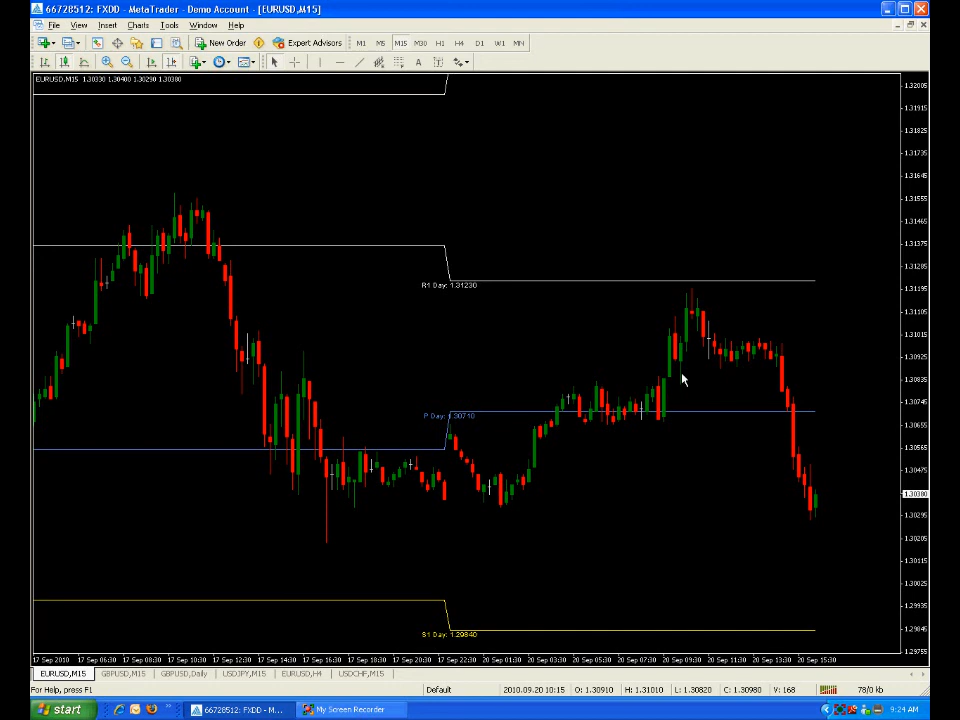 66728512: FXDD - MetaTrader - Demo Account - [EURUSD,M15]
File View Insert Charts Tools Window Help
New Order Expert Advisors M1 M5 M15 M30 H1 H4 D1 W1 MN
A T
EURUSD,M15 1.30330 1.30400 1.30290 1.30380
1.32005
1.31915
1.31825
1.31735
1.31645
1.31555
1.31465
1.31375
1.31285
R1 Day: 1.31230
1.31195
1.31105
1.31015
1.30925
1.30835
1.30745
P Day: 1.30710
1.30655
1.30565
1.30475
1.30380
1.30295
1.30205
1.30115
1.30025
1.29935
1.29845
S1 Day: 1.29840
1.29755
17 Sep 2010 17 Sep 06:30 17 Sep 08:30 17 Sep 10:30 17 Sep 12:30 17 Sep 14:30 17 Sep 16:30 17 Sep 20:30 17 Sep 22:30 20 Sep 01:30 20 Sep 03:30 20 Sep 05:30 20 Sep 07:30 20 Sep 09:30 20 Sep 11:30 20 Sep 13:30 20 Sep 15:30
EURUSD,M15 GBPUSD,M15 GBPUSD,Daily USDJPY,M15 EURUSD,H4 USDCHF,M15
For Help, press F1 Default 2010.09.20 10:15 O: 1.30910 H: 1.31010 L: 1.30820 C: 1.30980 V: 168 78/0 kb
start 66728512: FXDD - M... My Screen Recorder 9:24 AM